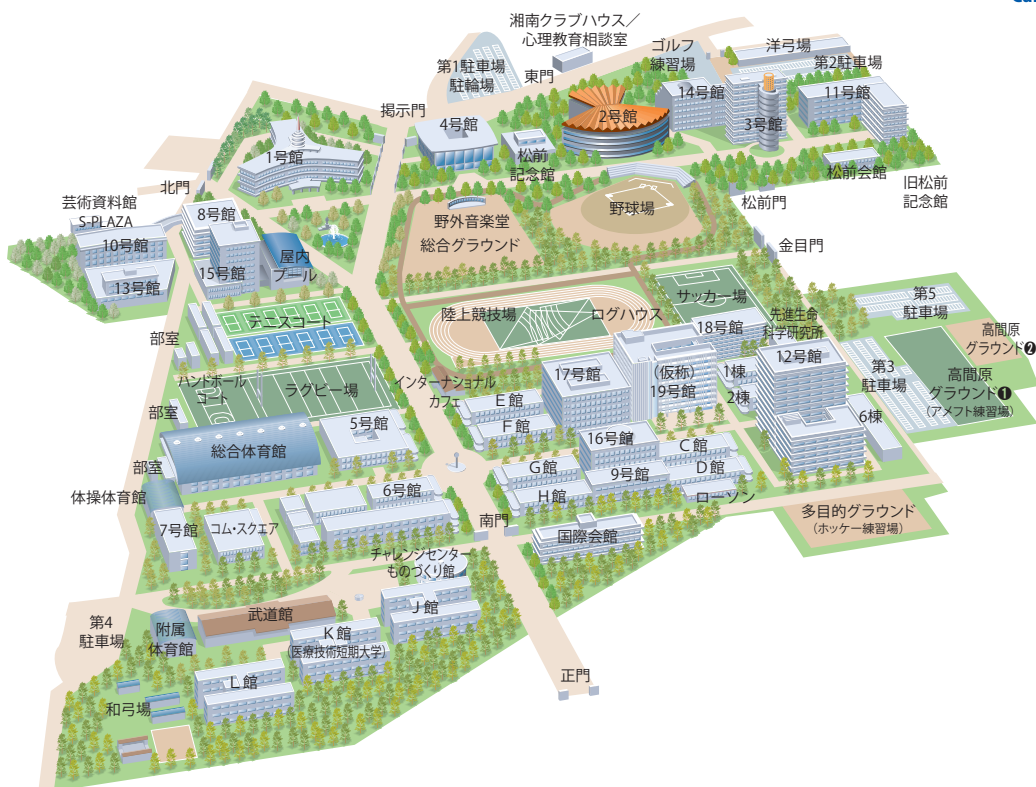 湘南クラブハウス／
心理教育相談室
第1駐車場
駐輪場
東門
ゴルフ
練習場
洋弓場
第2駐車場
掲示門
4号館
松前
記念館
2号館
14号館
3号館
11号館
1号館
松前会館
旧松前
記念館
松前門
金目門
北門
芸術資料館
S-PLAZA
8号館
10号館
13号館
15号館
屋内
プール
野外音楽堂
総合グラウンド
野球場
テニスコート
部室
陸上競技場
ログハウス
サッカー場
18号館
先進生命
科学研究所
第5
駐車場
高間原
グラウンド❷
高間原
グラウンド❶
(アメフト練習場)
第3
駐車場
12号館
1棟
2棟
6棟
ハンドボール
コート
ラグビー場
部室
インターナショナル
カフェ
17号館
(仮称)
19号館
E館
F館
5号館
総合体育館
部室
16号館
C館
G館
9号館
D館
H館
ローソン
体操体育館
7号館
コム・スクエア
6号館
南門
国際会館
多目的グラウンド
(ホッケー練習場)
チャレンジセンター
ものづくり館
J館
第4
駐車場
附属
体育館
武道館
K館
(医療技術短期大学)
L館
和弓場
正門